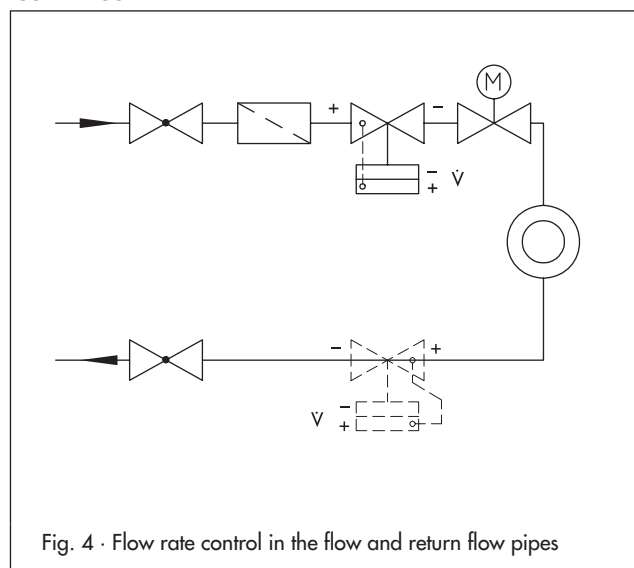 M
+
−
−
+ V̇
−
+
V̇ −
+
Fig. 4 · Flow rate control in the flow and return flow pipes